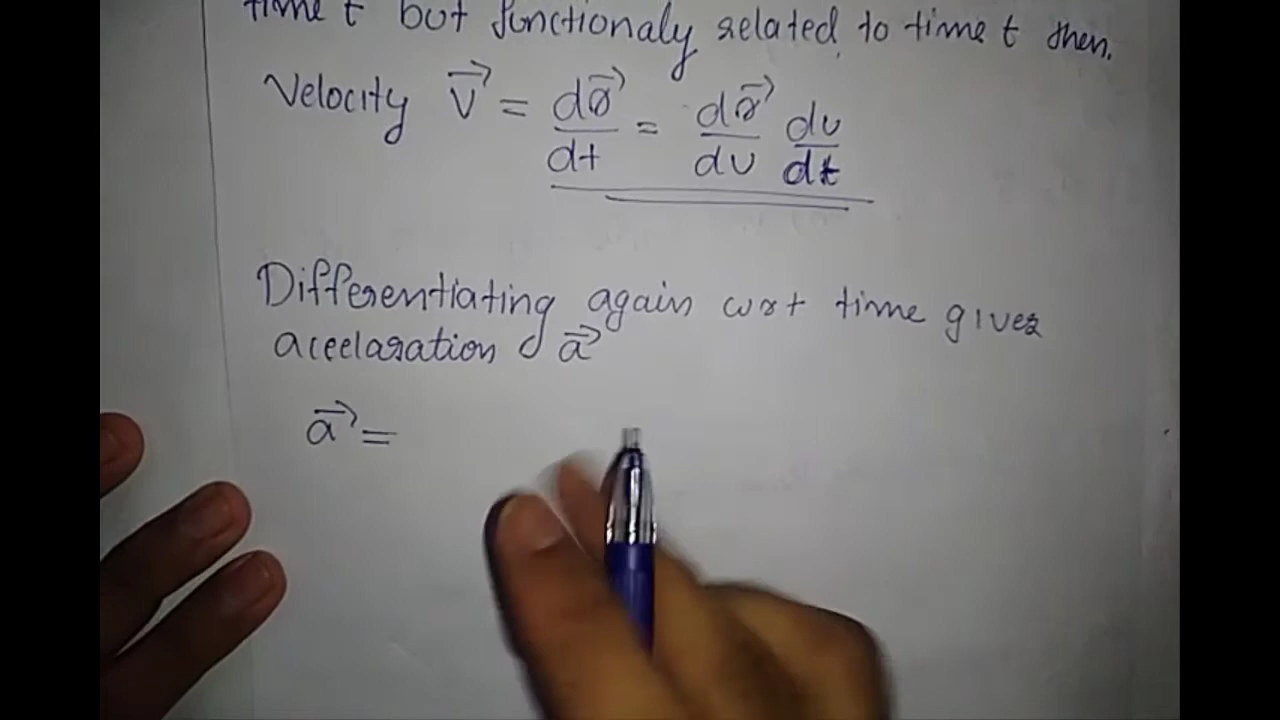 time t but functionaly related to time t then.
Velocity v⃗ = dr⃗/dt = dr⃗/du du/dt
Differentiating again wrt time gives
aceelaration a⃗
a⃗ =